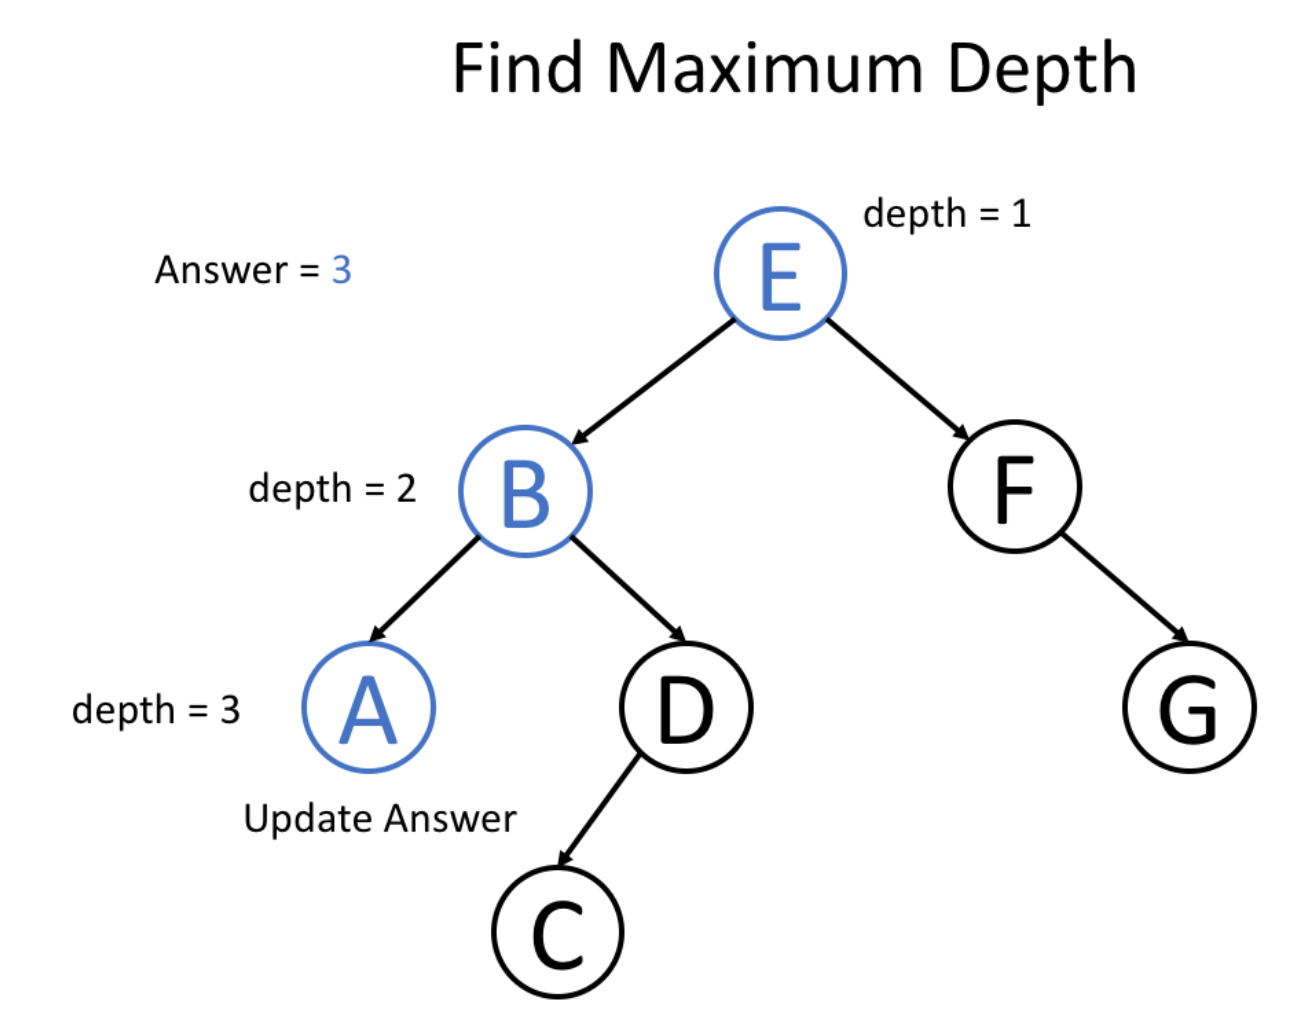 Find Maximum Depth
depth = 1
Answer = 3
E
depth = 2
B
F
depth = 3
A
D
G
Update Answer
C